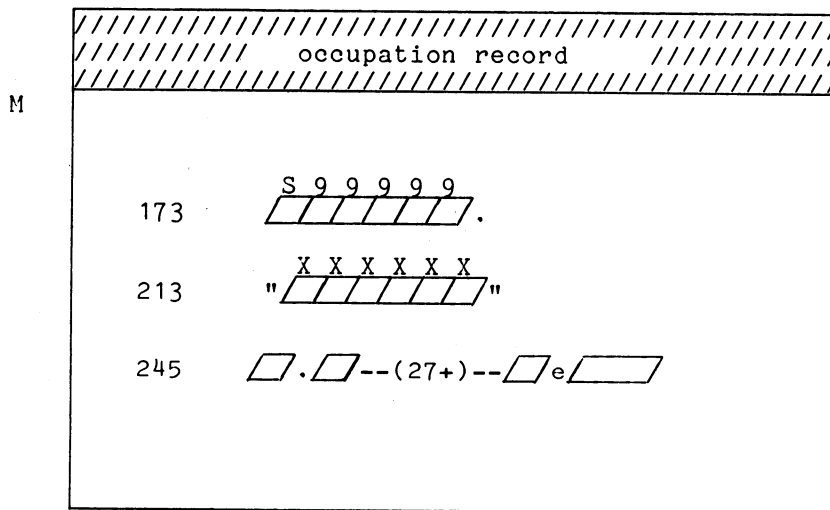 occupation record
M
S 9 9 9 9 9
173 .
X X X X X X
213 " "
245 . --(27+)-- e